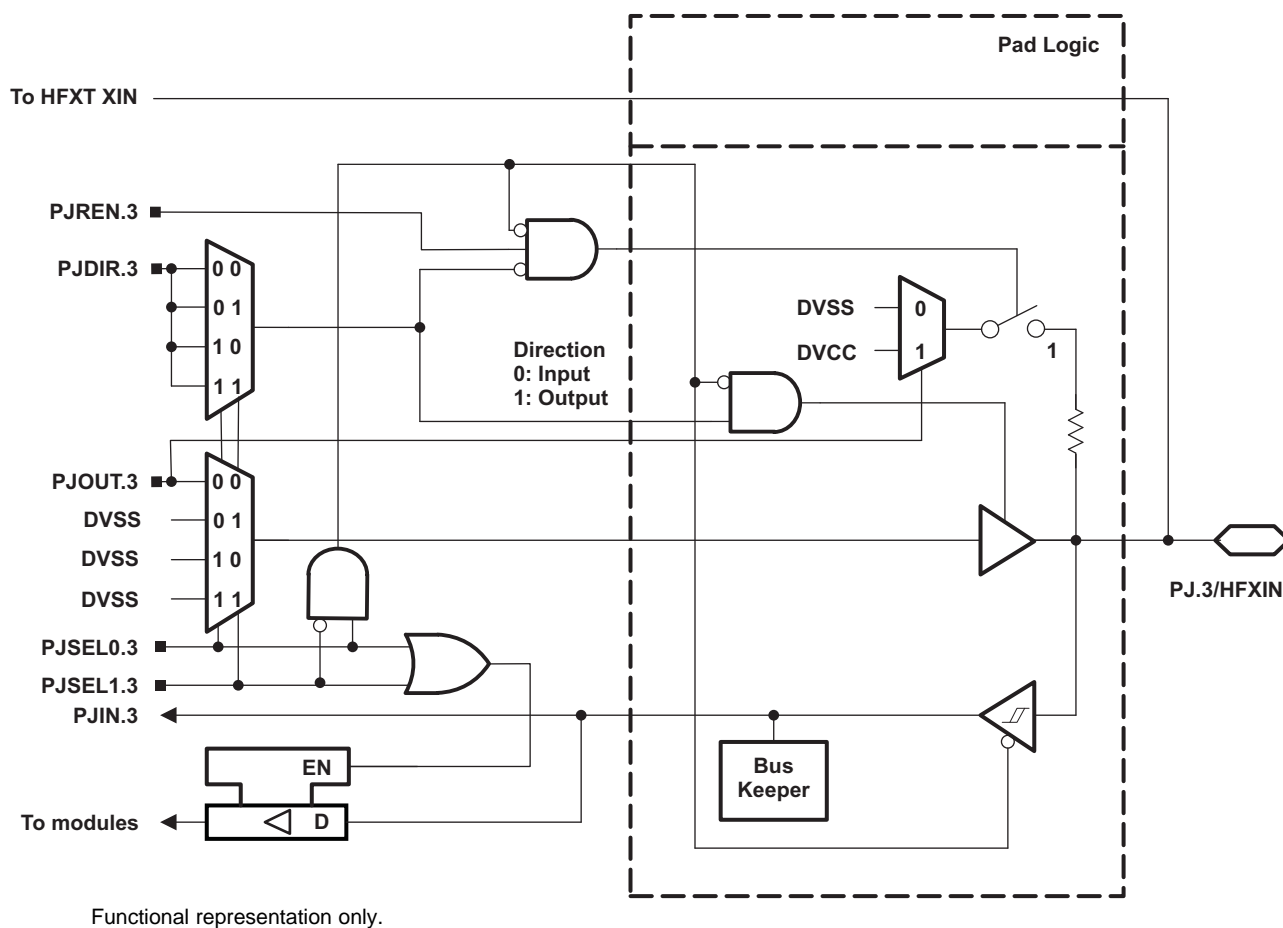 Pad Logic
To HFXT XIN
PJREN.3
PJDIR.3
0 0
0 1
1 0
1 1
Direction
0: Input
1: Output
DVSS
0
DVCC
1
1
PJOUT.3
0 0
DVSS
0 1
DVSS
1 0
DVSS
1 1
PJ.3/HFXIN
PJSEL0.3
PJSEL1.3
PJIN.3
EN
Bus
Keeper
To modules
D
Functional representation only.